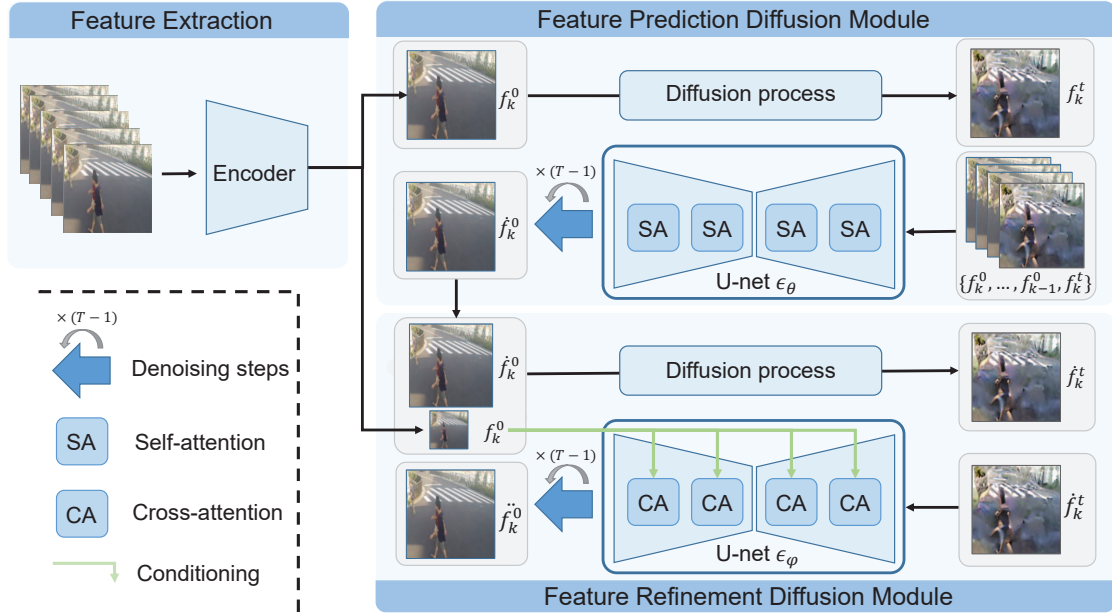 Feature Extraction
Encoder
Feature Prediction Diffusion Module
f_k^0
Diffusion process
f_k^t
ḟ_k^0
× (T − 1)
SA SA SA SA
U-net ϵ_θ
{f_k^0, ..., f_{k−1}^0, f_k^t}
× (T − 1)
Denoising steps
SA
Self-attention
CA
Cross-attention
Conditioning
ḟ_k^0
Diffusion process
ḟ_k^t
f_k^0
× (T − 1)
f̈_k^0
CA CA CA CA
U-net ϵ_φ
ḟ_k^t
Feature Refinement Diffusion Module